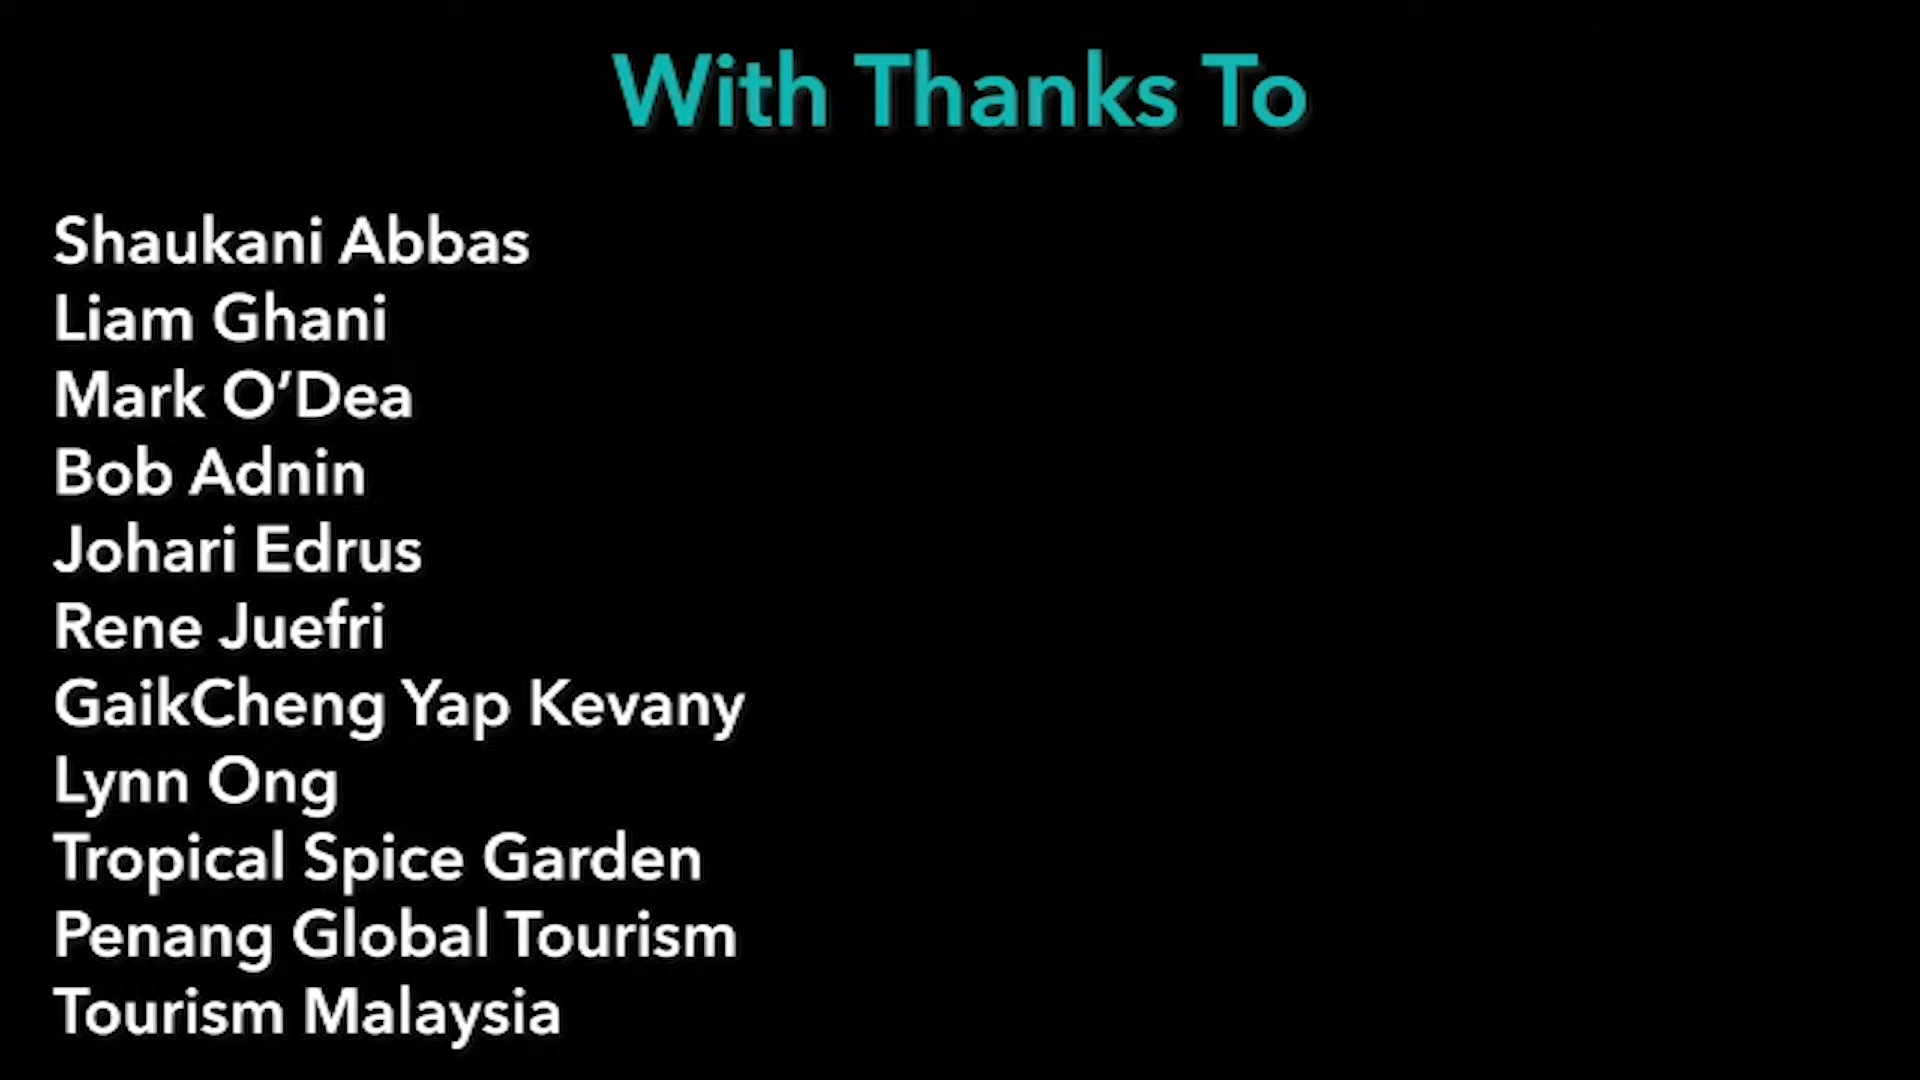 With Thanks To
Shaukani Abbas
Liam Ghani
Mark O’Dea
Bob Adnin
Johari Edrus
Rene Juefri
GaikCheng Yap Kevany
Lynn Ong
Tropical Spice Garden
Penang Global Tourism
Tourism Malaysia